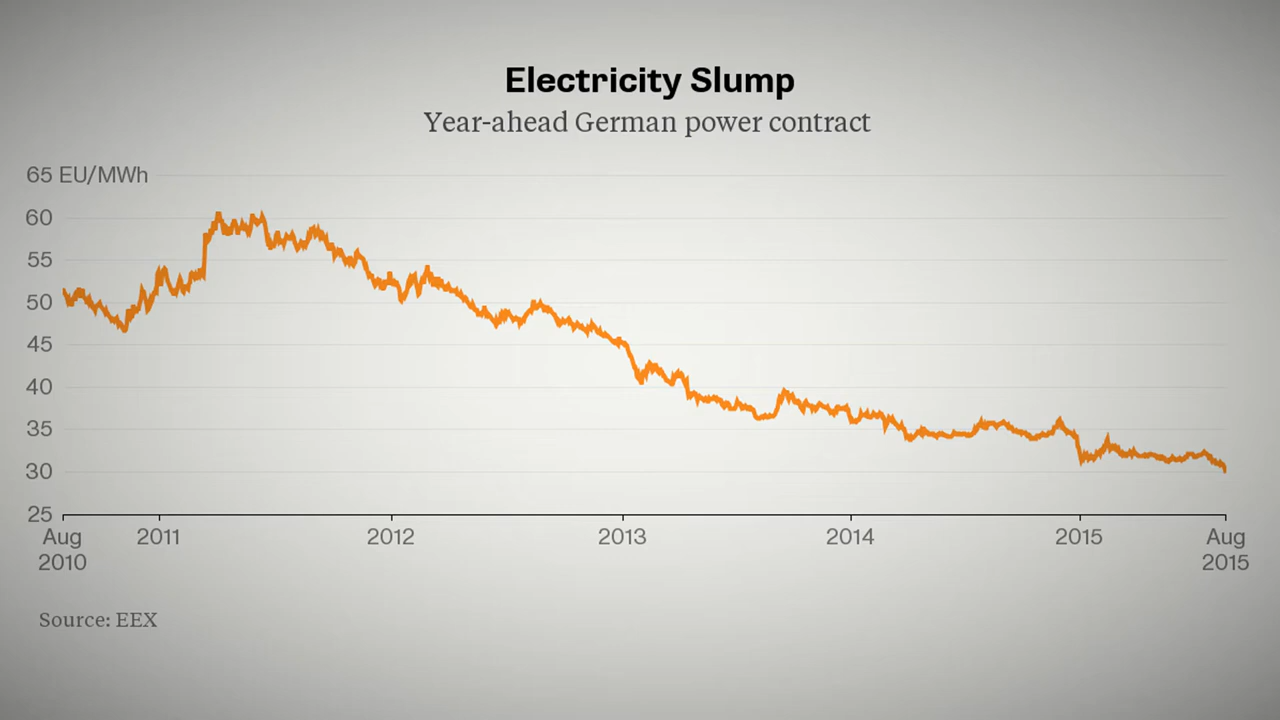 Electricity Slump
Year-ahead German power contract
65 EU/MWh
60
55
50
45
40
35
30
25
Aug 2011 2012 2013 2014 2015 Aug
2010 2015
Source: EEX